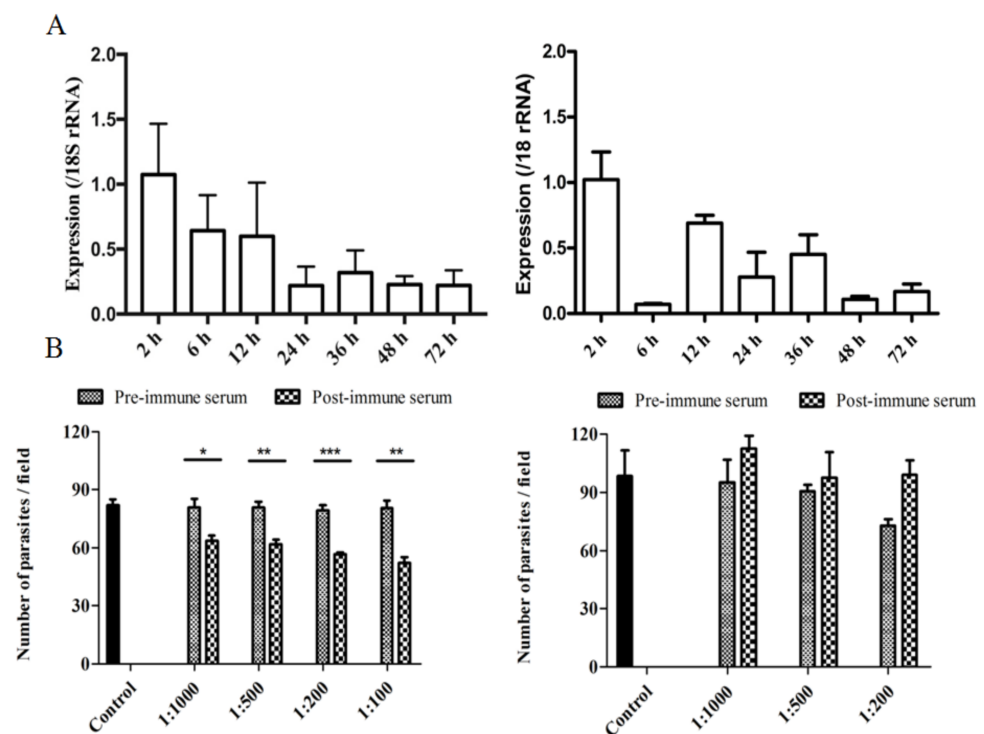 A
Expression (/18S rRNA)
2.0
1.5
1.0
0.5
0.0
2 h 6 h 12 h 24 h 36 h 48 h 72 h
Expression (/18 rRNA)
2.0
1.5
1.0
0.5
0.0
2 h 6 h 12 h 24 h 36 h 48 h 72 h
B
Pre-immune serum Post-immune serum
Number of parasites / field
120
90
60
30
0
* ** *** **
Control 1:1000 1:500 1:200 1:100
Pre-immune serum Post-immune serum
Number of parasites / field
120
90
60
30
0
Control 1:1000 1:500 1:200